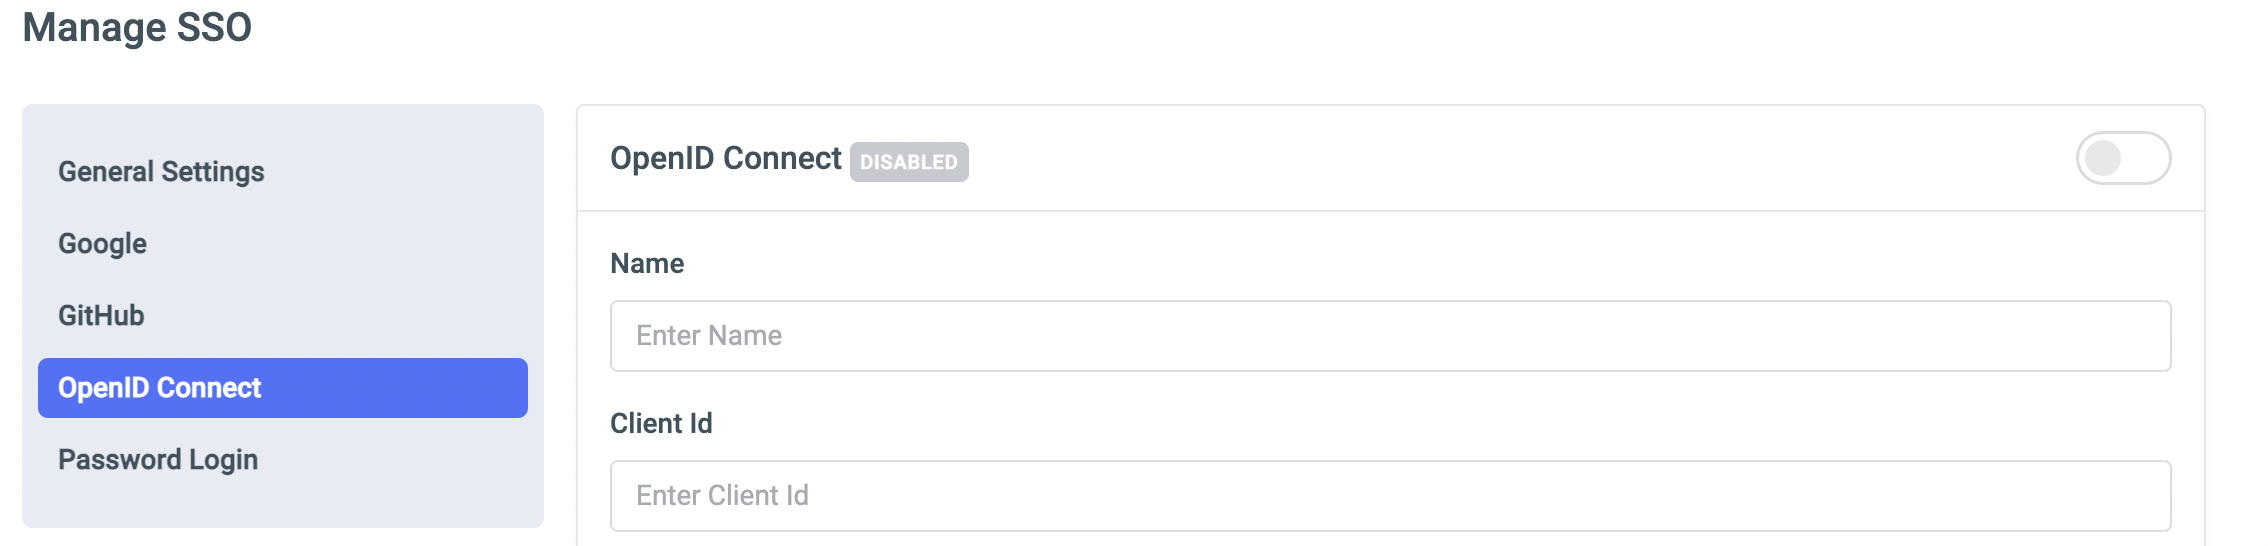 Manage SSO
General Settings
Google
GitHub
OpenID Connect
Password Login
OpenID Connect DISABLED
Name
Enter Name
Client Id
Enter Client Id